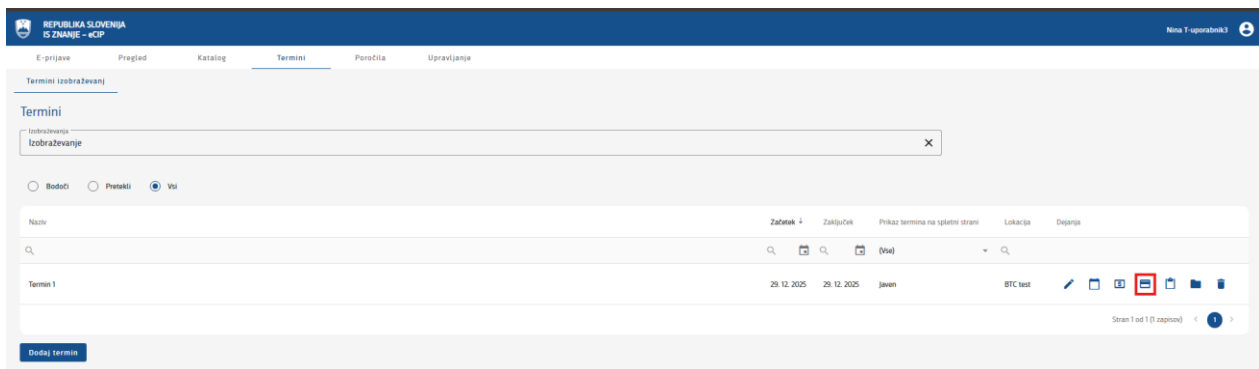 REPUBLIKA SLOVENIJA
IS ZNANJE – eCIP
Nina T-uporabnik3
E-prijave Pregled Katalog Termini Poročila Upravljanje
Termini izobraževanj
Termini
Izobraževanja
Izobraževanje
Bodoči Pretekli Vsi
Naziv Začetek Zaključek Prikaz termina na spletni strani Lokacija Dejanja
(Vse)
Termin 1 29. 12. 2025 29. 12. 2025 Javen BTC test
Stran 1 od 1 (1 zapisov) 1
Dodaj termin